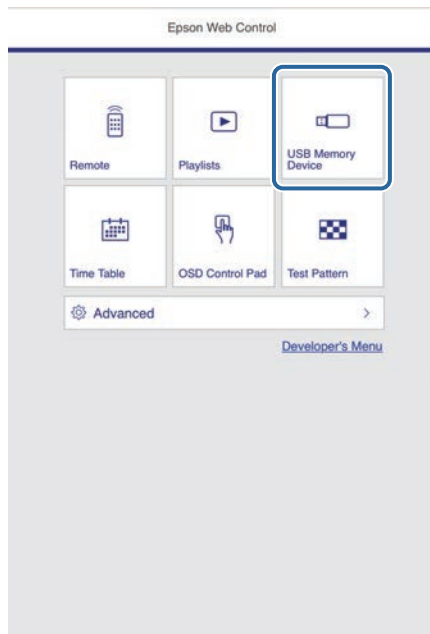 Epson Web Control
Remote
Playlists
USB Memory
Device
Time Table
OSD Control Pad
Test Pattern
Advanced
Developer's Menu